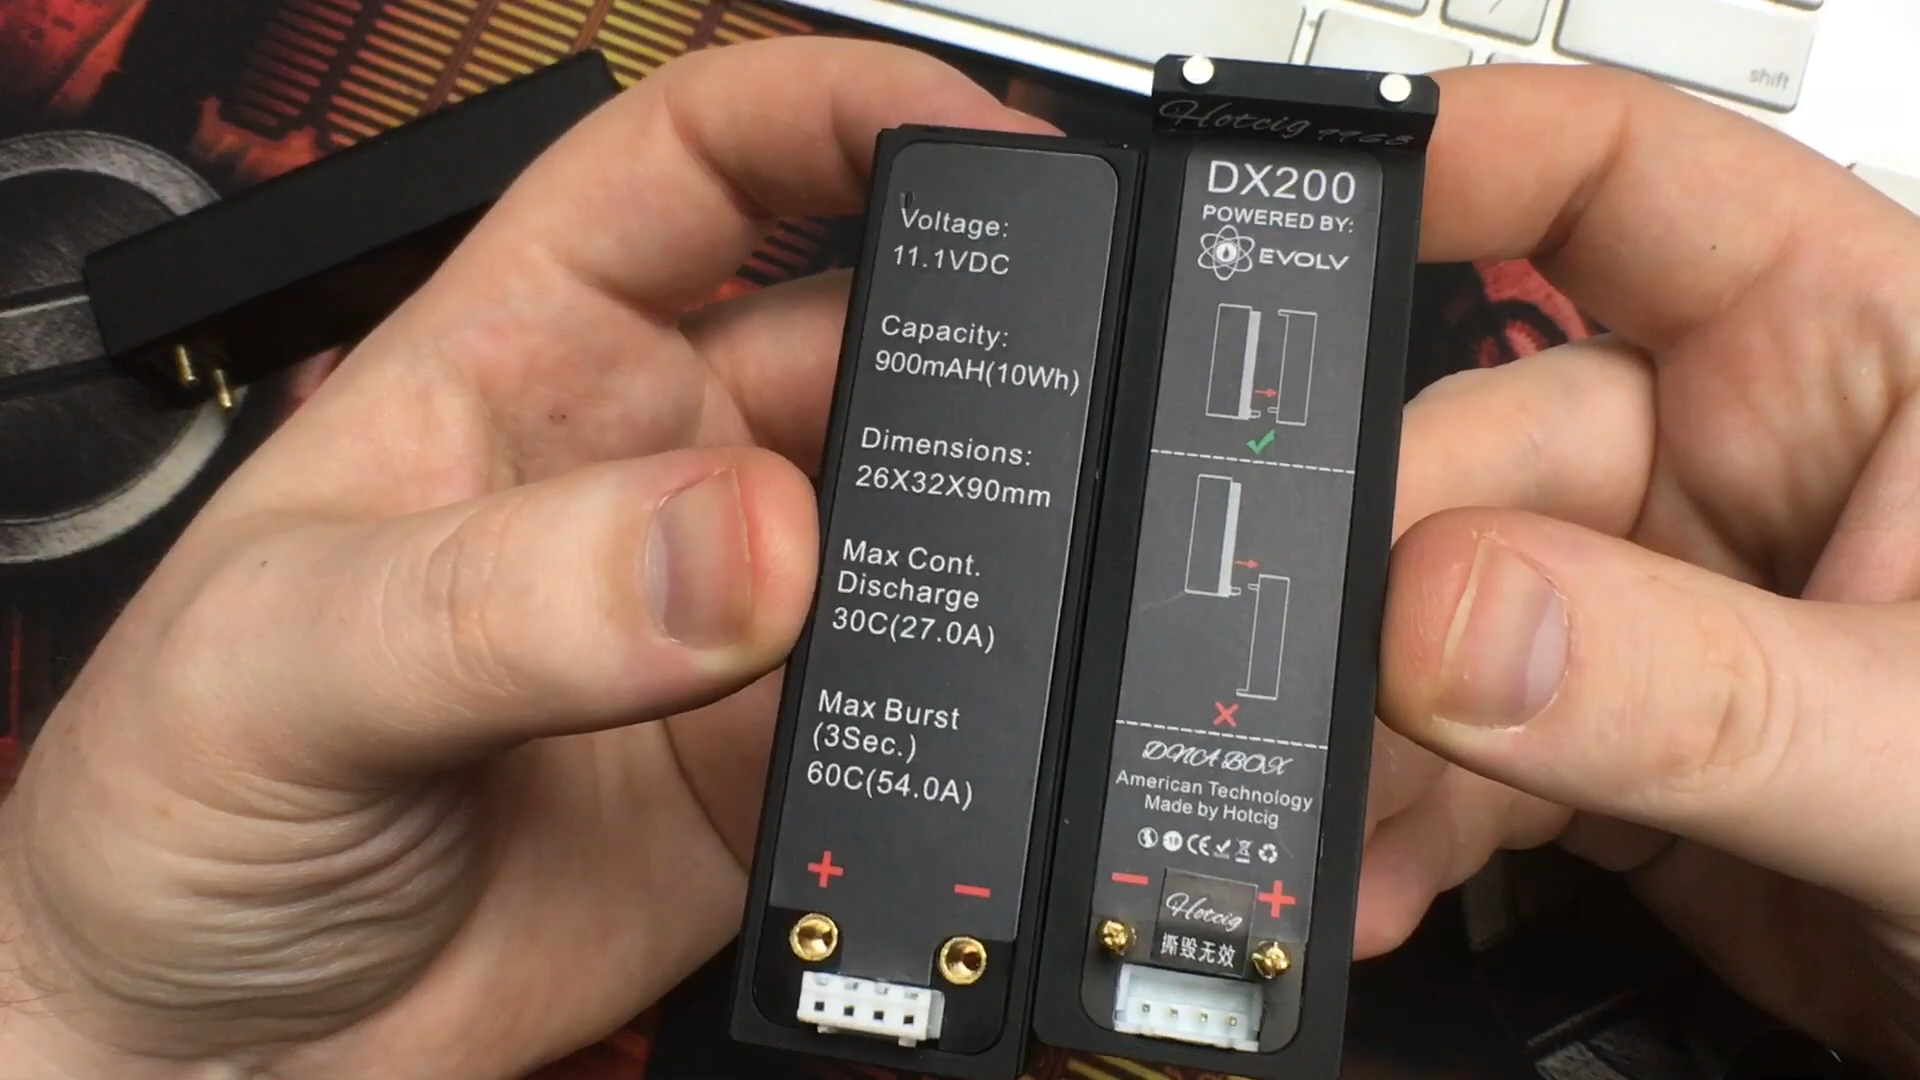 shift
Voltage:
11.1VDC
Capacity:
900mAH(10Wh)
Dimensions:
26X32X90mm
Max Cont.
Discharge
30C(27.0A)
Max Burst
(3Sec.)
60C(54.0A)
+ −
Hotcig
DX200
POWERED BY:
EVOLV
DNA BOX
American Technology
Made by Hotcig
CE
− +
Hotcig
撕毁无效